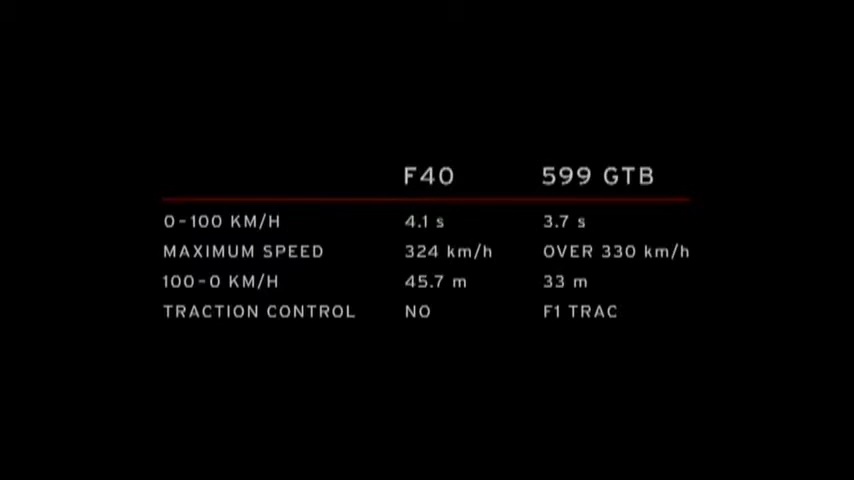 F40 599 GTB
0-100 KM/H 4.1 s 3.7 s
MAXIMUM SPEED 324 km/h OVER 330 km/h
100-0 KM/H 45.7 m 33 m
TRACTION CONTROL NO F1 TRAC